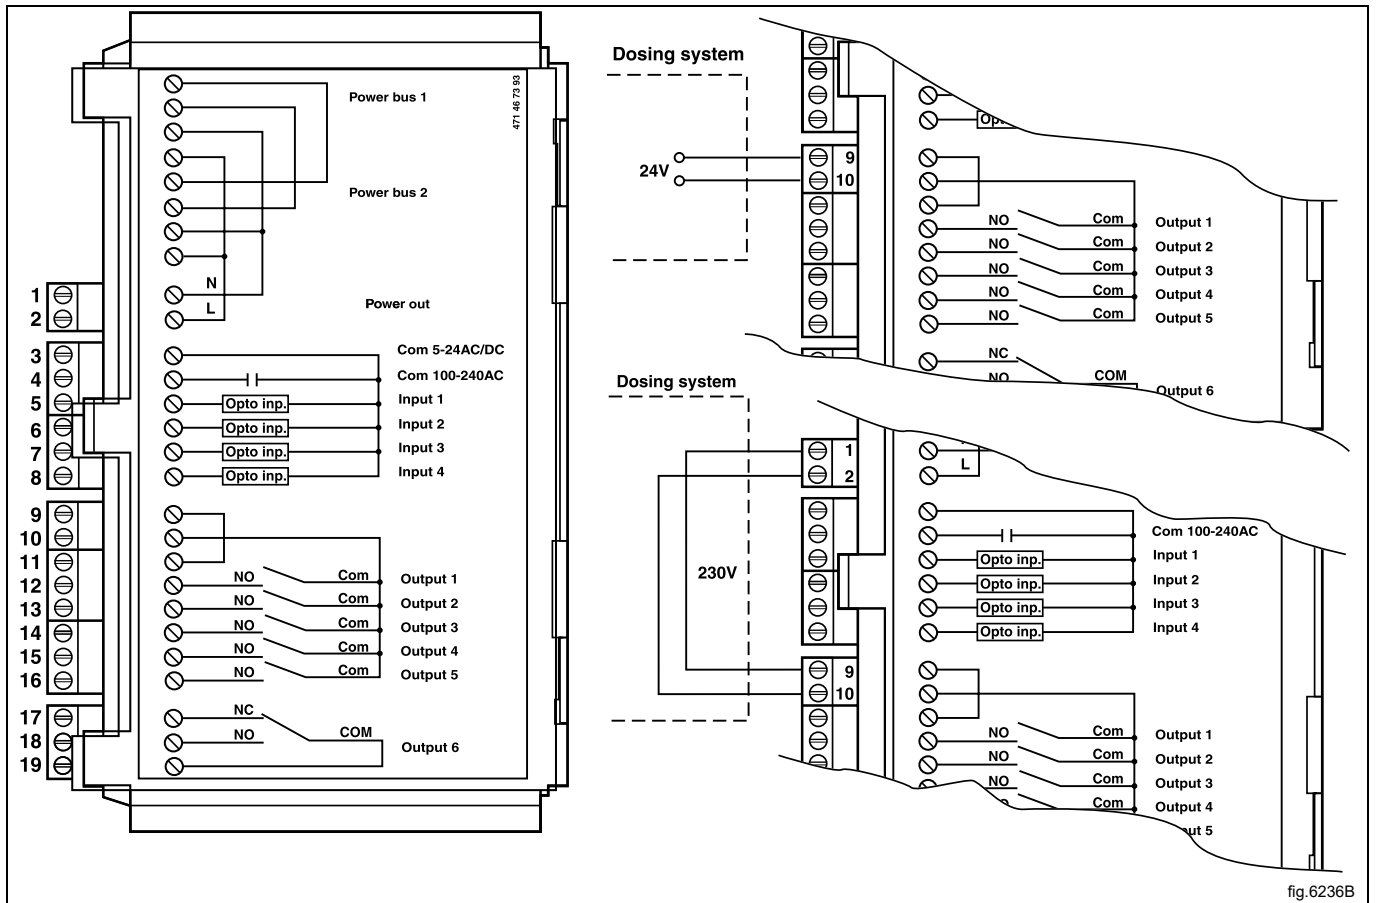 471 46 73 93
Power bus 1
Power bus 2
N
L
Power out
1
2
3
4
5
6
7
8
9
10
11
12
13
14
15
16
17
18
19
Com 5-24AC/DC
Com 100-240AC
Opto inp. Input 1
Opto inp. Input 2
Opto inp. Input 3
Opto inp. Input 4
NO Com Output 1
NO Com Output 2
NO Com Output 3
NO Com Output 4
NO Com Output 5
NC
NO COM Output 6
Dosing system
24V
9
10
NO Com Output 1
NO Com Output 2
NO Com Output 3
NO Com Output 4
NO Com Output 5
NC
NO COM Output 6
Dosing system
230V
1
2
L
9
10
Com 100-240AC
Opto inp. Input 1
Opto inp. Input 2
Opto inp. Input 3
Opto inp. Input 4
NO Com Output 1
NO Com Output 2
NO Com Output 3
Com Output 4
5
fig.6236B